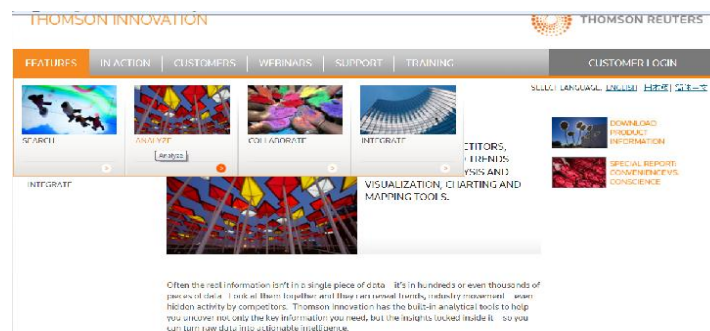 THOMSON INNOVATION
THOMSON REUTERS
FEATURES IN ACTION CUSTOMERS WEBINARS SUPPORT TRAINING CUSTOMER LOGIN
SELECT LANGUAGE: ENGLISH 日本語
SEARCH ANALYZE COLLABORATE INTEGRATE
Analyze
DOWNLOAD
PRODUCT
INFORMATION
SPECIAL REPORT:
CONVENIENCE VS.
CONSCIENCE
TRENDS
AND
INTEGRATE
VISUALIZATION, CHARTING AND
MAPPING TOOLS.
Often the real information isn't in a single piece of data it's in hundreds or even thousands of
pieces of data Look at them together and they can reveal trends, industry movement even
hidden activity by competitors. Thomson Innovation has the built-in analytical tools to help
you uncover not only the key information you need, but the insights locked inside it so you
can turn raw data into actionable intelligence.